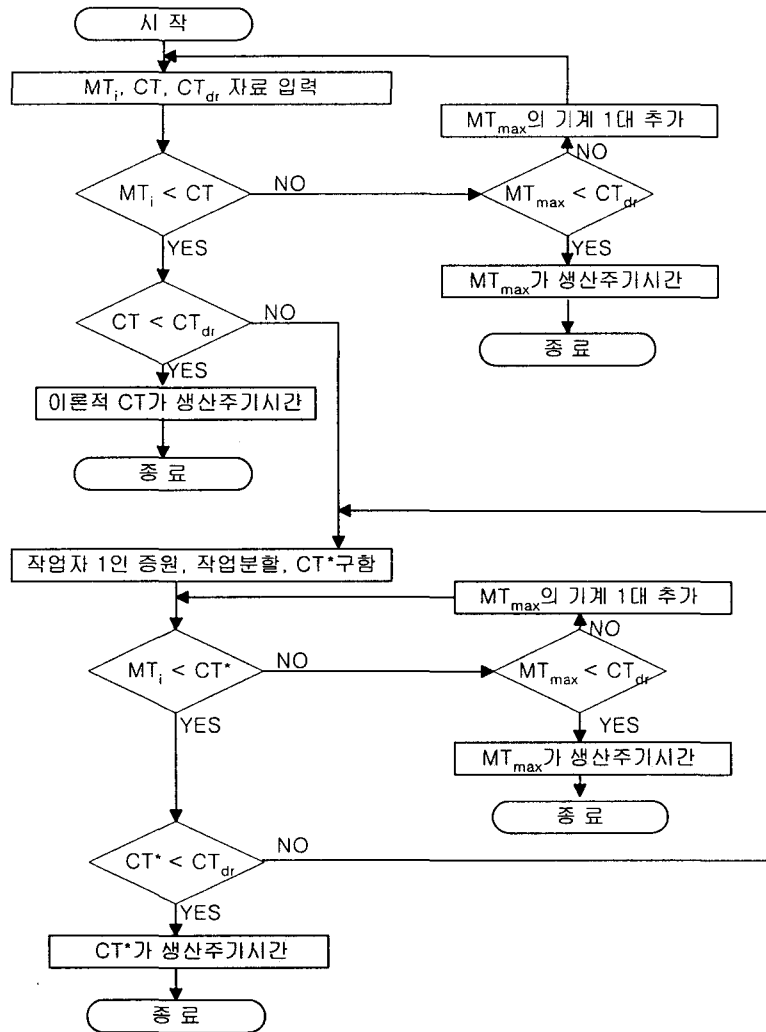 시 작
MTi, CT, CTdr 자료 입력
MTmax의 기계 1대 추가
NO
MTi < CT
NO
MTmax < CTdr
YES
YES
MTmax가 생산주기시간
CT < CTdr
NO
종 료
YES
이론적 CT가 생산주기시간
종 료
작업자 1인 증원, 작업분할, CT*구함
MTmax의 기계 1대 추가
NO
MTi < CT*
NO
MTmax < CTdr
YES
YES
MTmax가 생산주기시간
종 료
CT* < CTdr
NO
YES
CT*가 생산주기시간
종 료